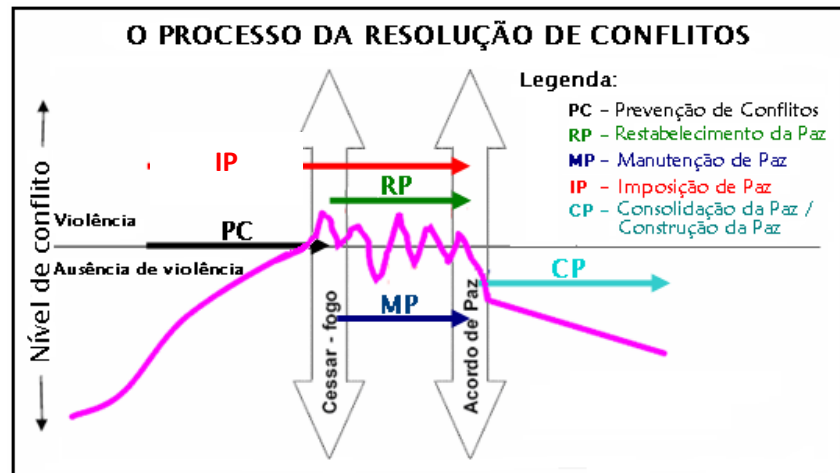 O PROCESSO DA RESOLUÇÃO DE CONFLITOS
Legenda:
PC – Prevenção de Conflitos
RP – Restabelecimento da Paz
MP – Manutenção de Paz
IP – Imposição de Paz
CP – Consolidação da Paz /
Construção da Paz
Nível de conflito
Violência
Ausência de violência
IP
RP
PC
MP
CP
Cessar - fogo
Acordo de Paz